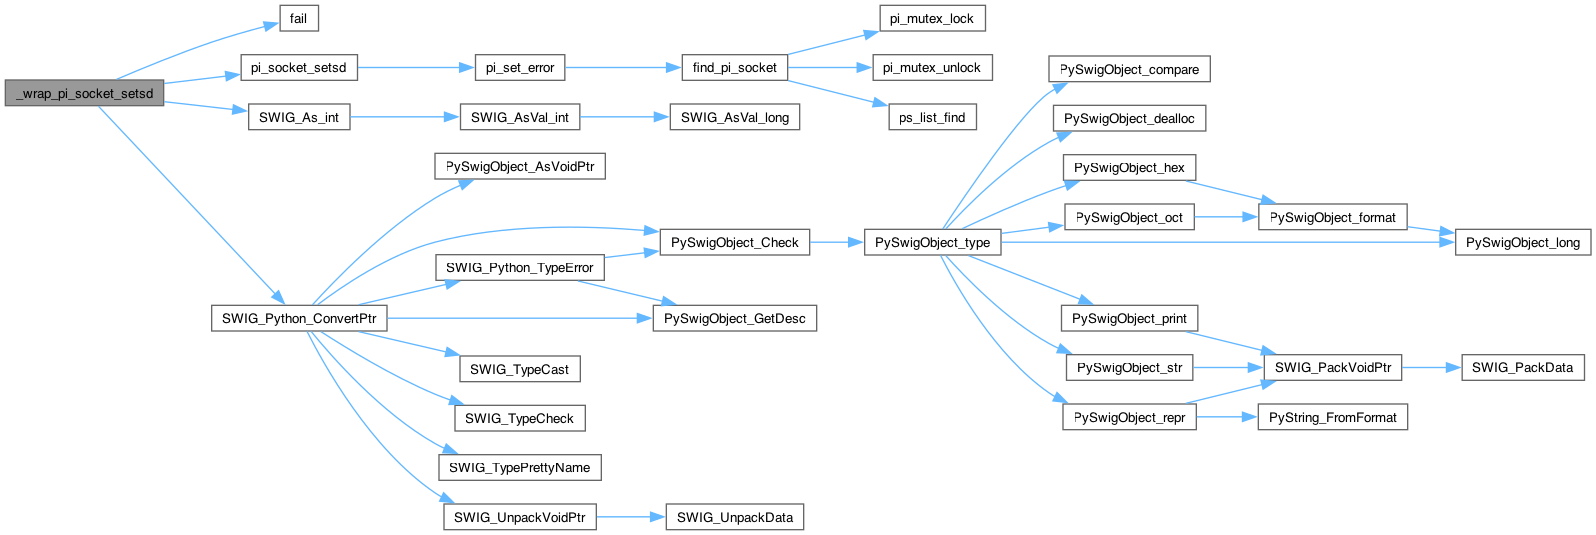 _wrap_pi_socket_setsd
fail
pi_socket_setsd
SWIG_As_int
SWIG_Python_ConvertPtr
pi_set_error
SWIG_AsVal_int
PySwigObject_AsVoidPtr
SWIG_Python_TypeError
SWIG_TypeCast
SWIG_TypeCheck
SWIG_TypePrettyName
SWIG_UnpackVoidPtr
find_pi_socket
SWIG_AsVal_long
PySwigObject_Check
PySwigObject_GetDesc
SWIG_UnpackData
pi_mutex_lock
pi_mutex_unlock
ps_list_find
PySwigObject_type
PySwigObject_compare
PySwigObject_dealloc
PySwigObject_hex
PySwigObject_oct
PySwigObject_print
PySwigObject_str
PySwigObject_repr
PySwigObject_format
SWIG_PackVoidPtr
PyString_FromFormat
PySwigObject_long
SWIG_PackData